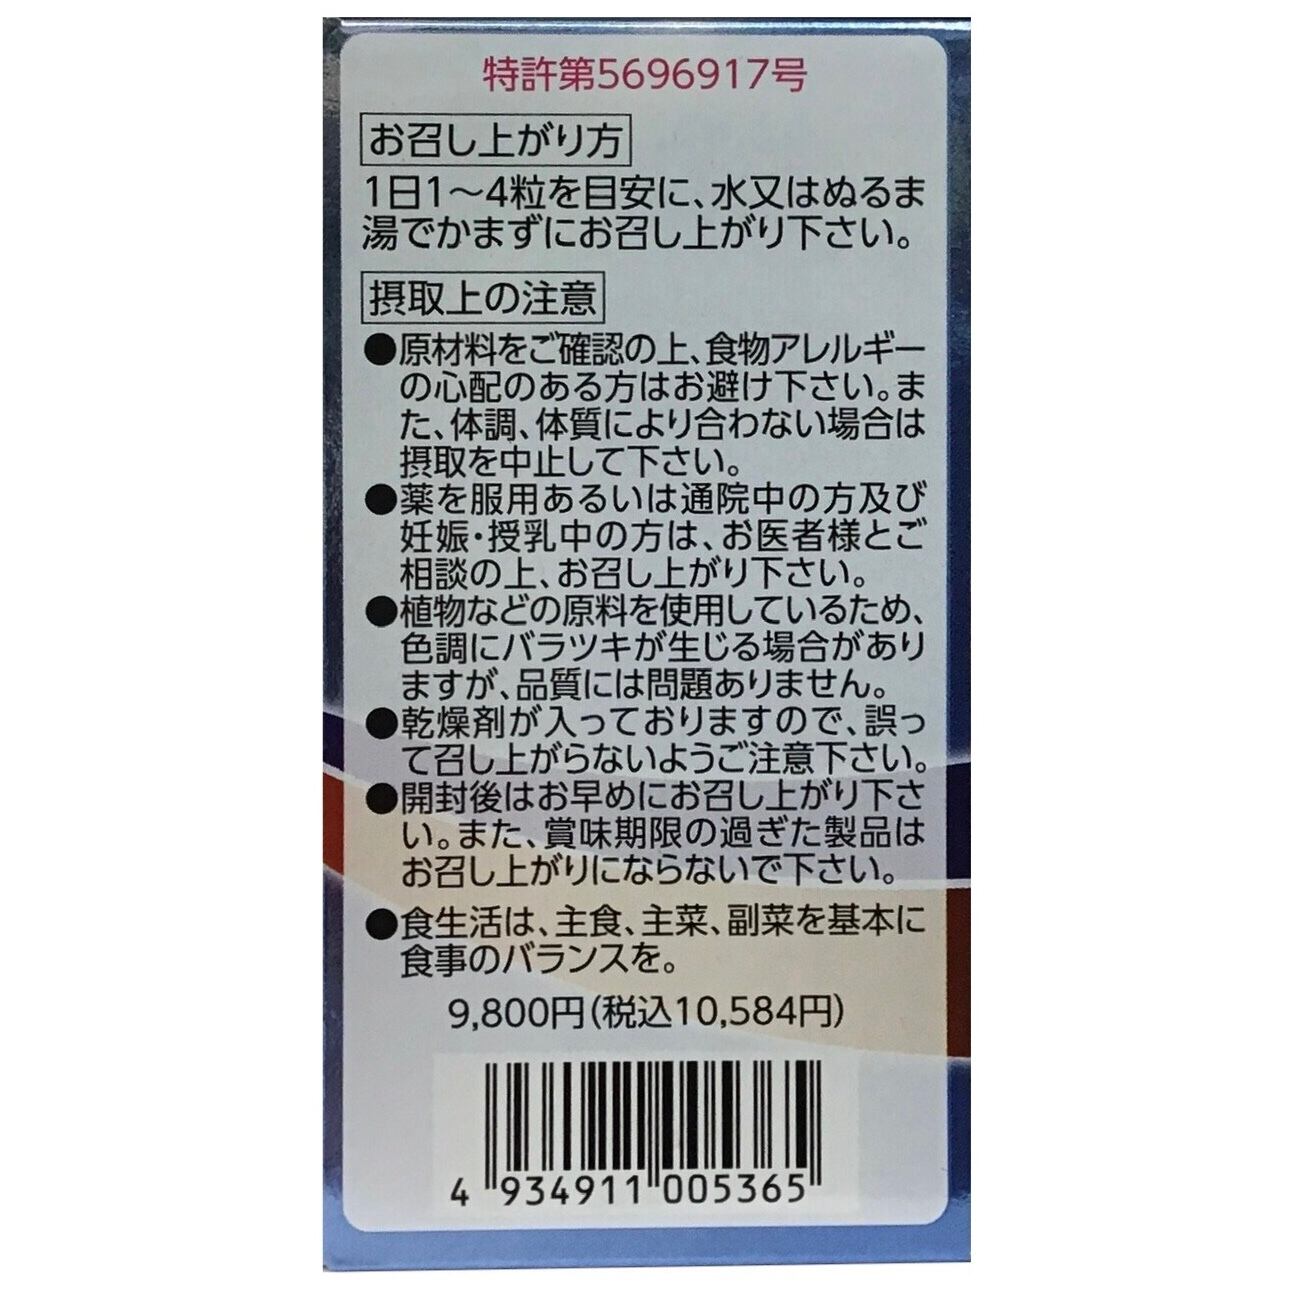 特許第5696917号
お召し上がり方
1日1～4粒を目安に、水又はぬるま
湯でかまずにお召し上がり下さい。
摂取上の注意
●原材料をご確認の上、食物アレルギー
の心配のある方はお避け下さい。ま
た、体調、体質により合わない場合は
摂取を中止して下さい。
●薬を服用あるいは通院中の方及び
妊娠・授乳中の方は、お医者様とご
相談の上、お召し上がり下さい。
●植物などの原料を使用しているため、
色調にバラツキが生じる場合があり
ますが、品質には問題ありません。
●乾燥剤が入っておりますので、誤っ
て召し上がらないようご注意下さい。
●開封後はお早めにお召し上がり下さ
い。また、賞味期限の過ぎた製品は
お召し上がりにならないで下さい。
●食生活は、主食、主菜、副菜を基本に
食事のバランスを。
9,800円(税込10,584円)
4 934911 005365